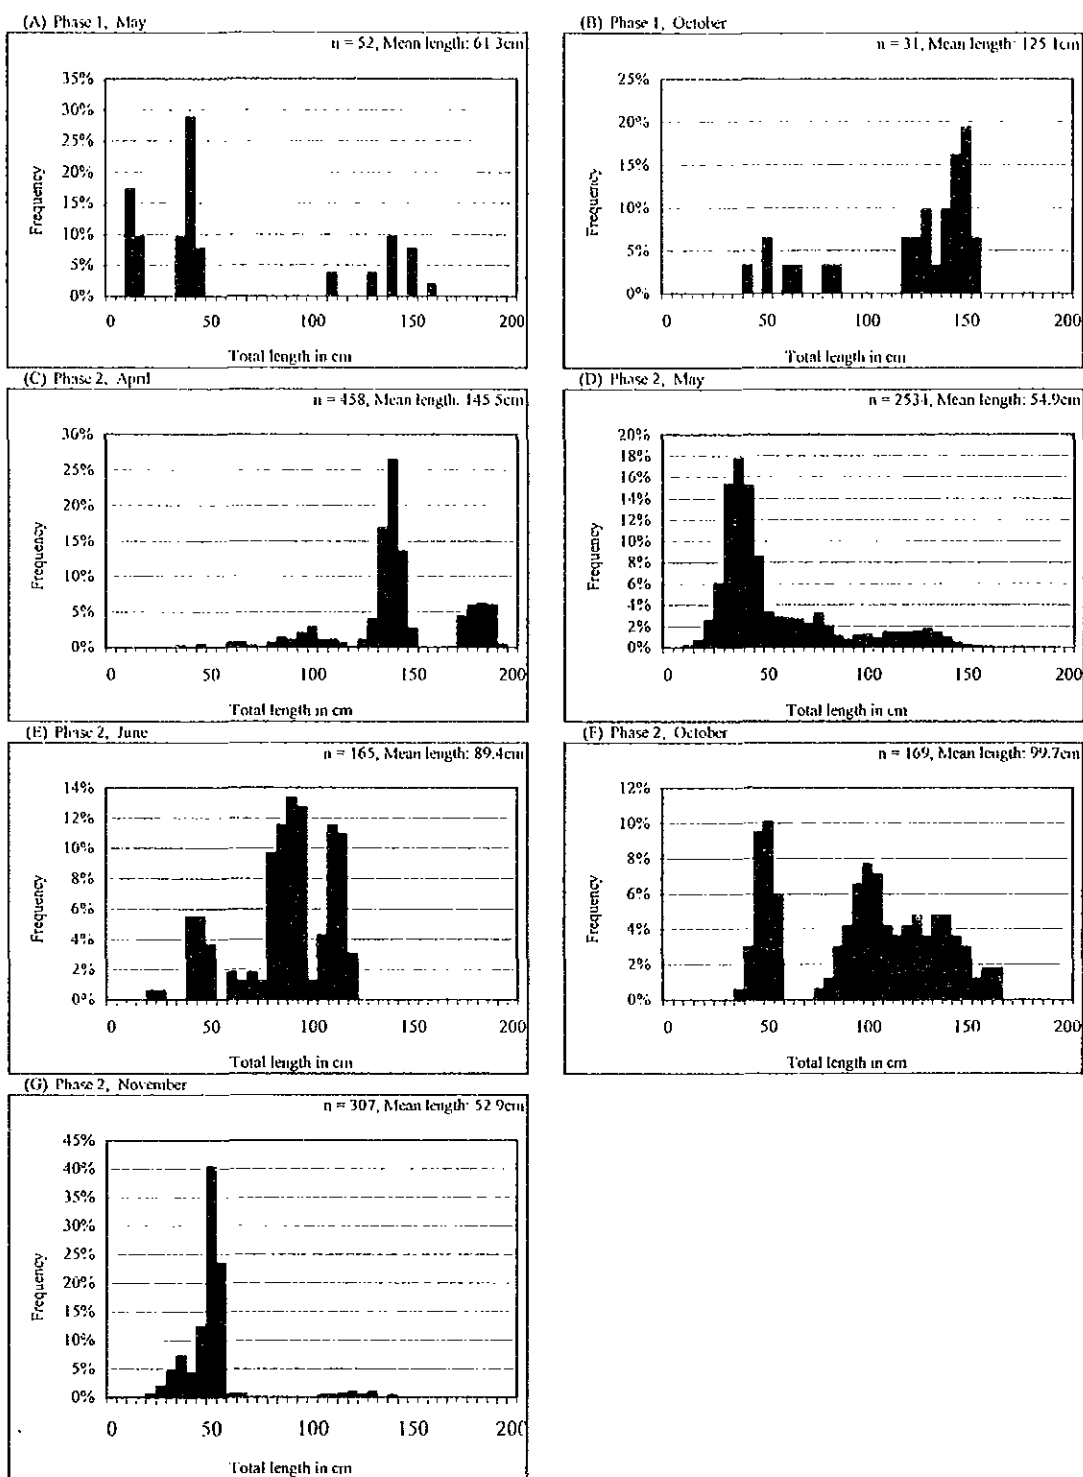 (A) Phase 1, May
n = 52, Mean length: 61.3cm
35%
30%
25%
20%
15%
10%
5%
0%
Frequency
0 50 100 150 200
Total length in cm
(B) Phase 1, October
n = 31, Mean length: 125.1cm
25%
20%
15%
10%
5%
0%
Frequency
0 50 100 150 200
Total length in cm
(C) Phase 2, April
n = 458, Mean length: 145.5cm
30%
25%
20%
15%
10%
5%
0%
Frequency
0 50 100 150 200
Total length in cm
(D) Phase 2, May
n = 2534, Mean length: 54.9cm
20%
18%
16%
14%
12%
10%
8%
6%
4%
2%
0%
Frequency
0 50 100 150 200
Total length in cm
(E) Phase 2, June
n = 165, Mean length: 89.4cm
14%
12%
10%
8%
6%
4%
2%
0%
Frequency
0 50 100 150 200
Total length in cm
(F) Phase 2, October
n = 169, Mean length: 99.7cm
12%
10%
8%
6%
4%
2%
0%
Frequency
0 50 100 150 200
Total length in cm
(G) Phase 2, November
n = 307, Mean length: 52.9cm
45%
40%
35%
30%
25%
20%
15%
10%
5%
0%
Frequency
0 50 100 150 200
Total length in cm